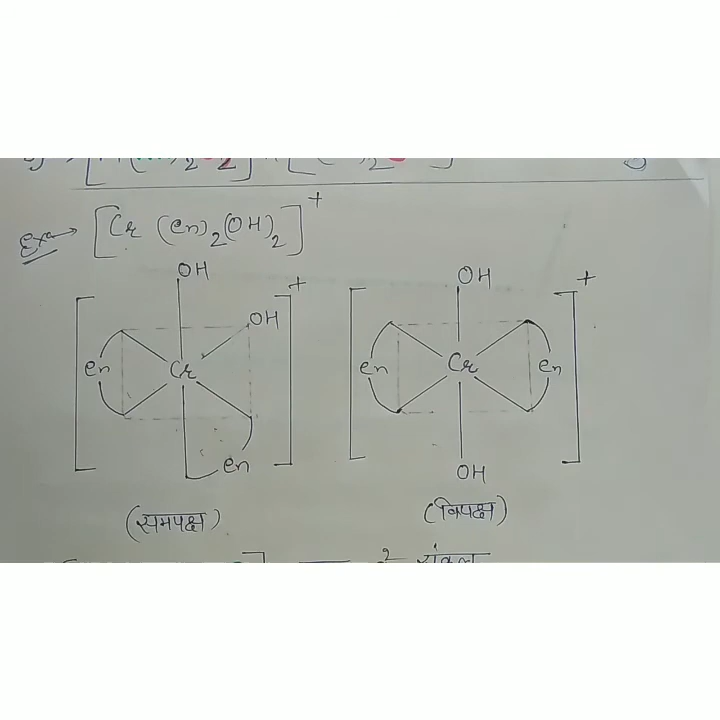 Ex → [Cr (en)₂(OH)₂]⁺
OH OH
+ +
OH
en Cr en Cr en
en OH
(समपक्ष) (विपक्ष)